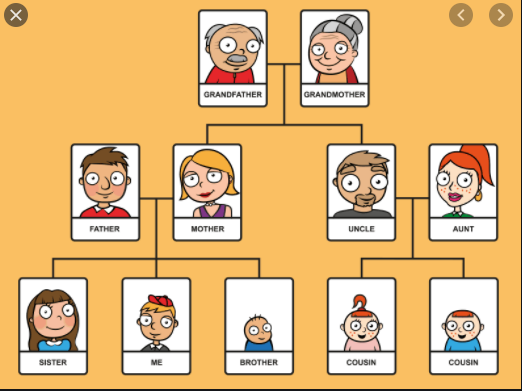 GRANDFATHER
GRANDMOTHER
FATHER
MOTHER
UNCLE
AUNT
SISTER
ME
BROTHER
COUSIN
COUSIN